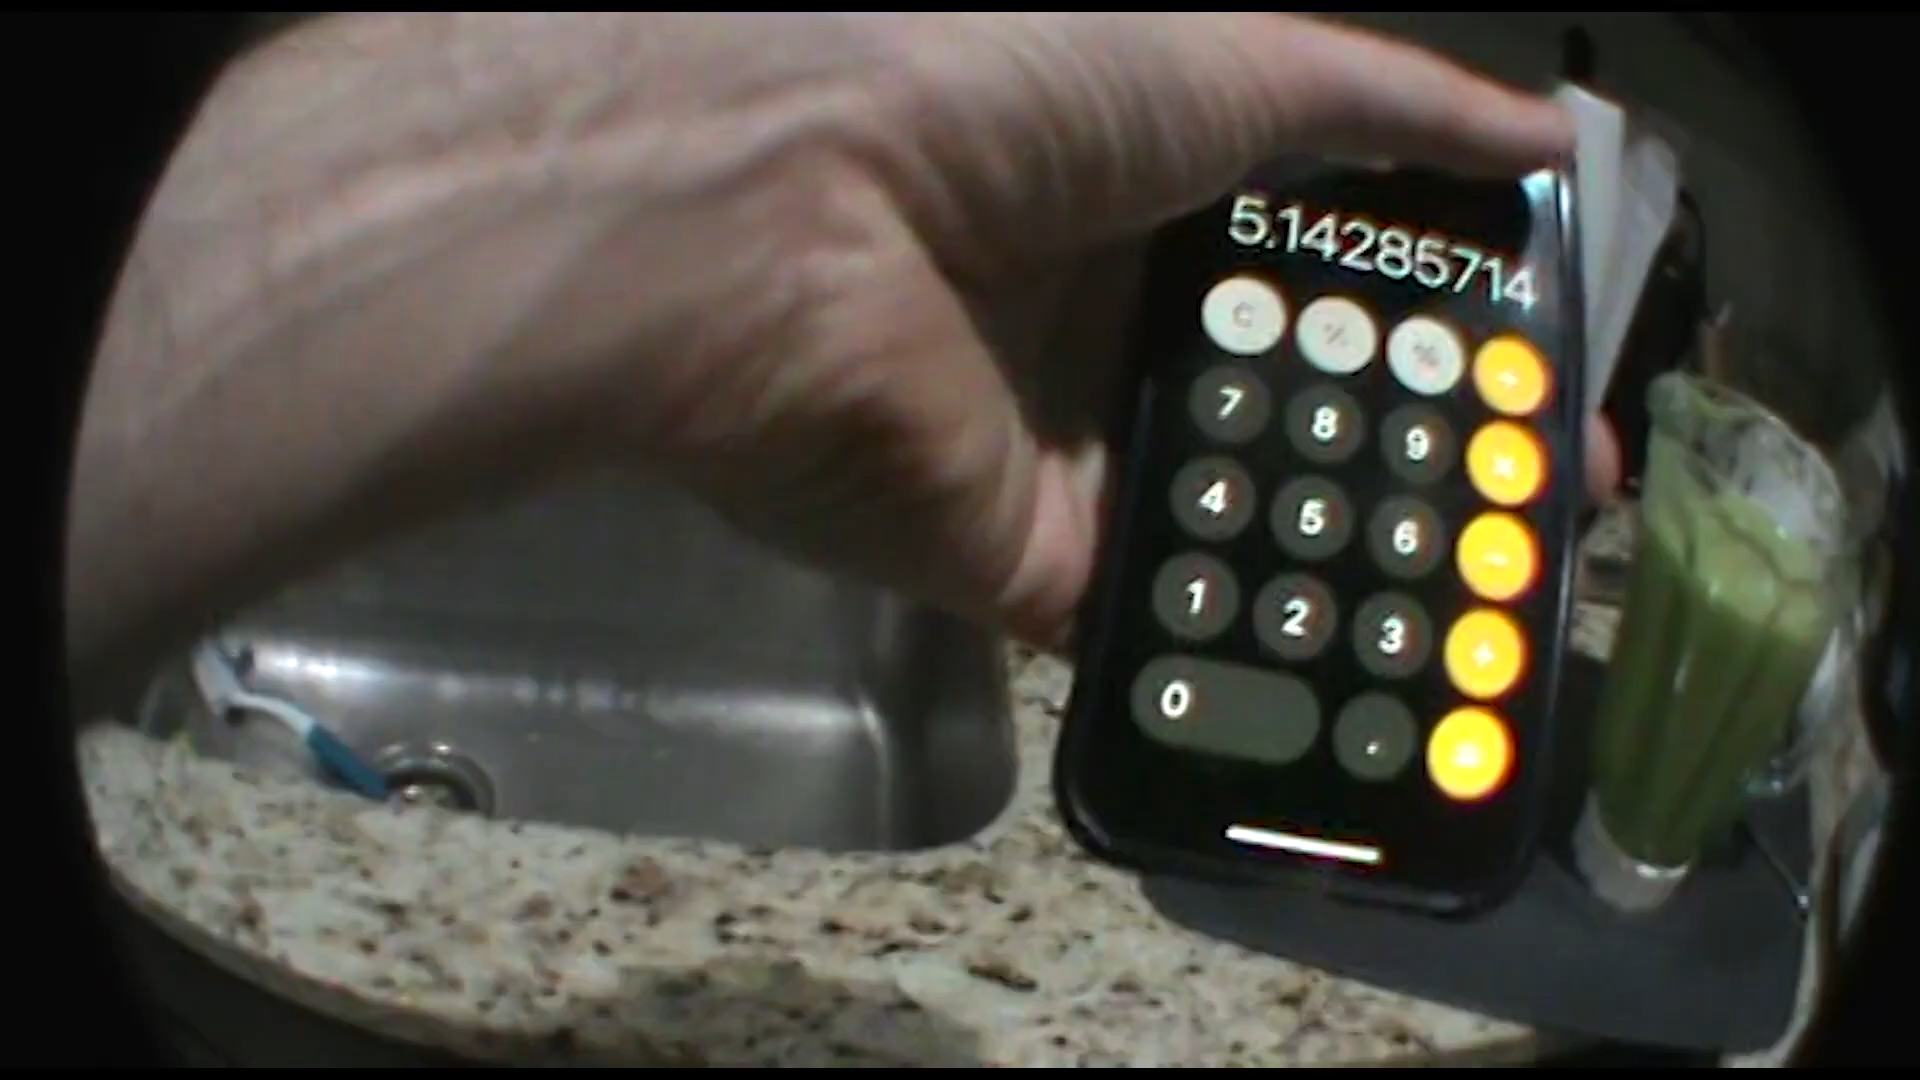 5.14285714
C ⁺/₋ % ÷
7 8 9 ×
4 5 6 −
1 2 3 +
0 . =